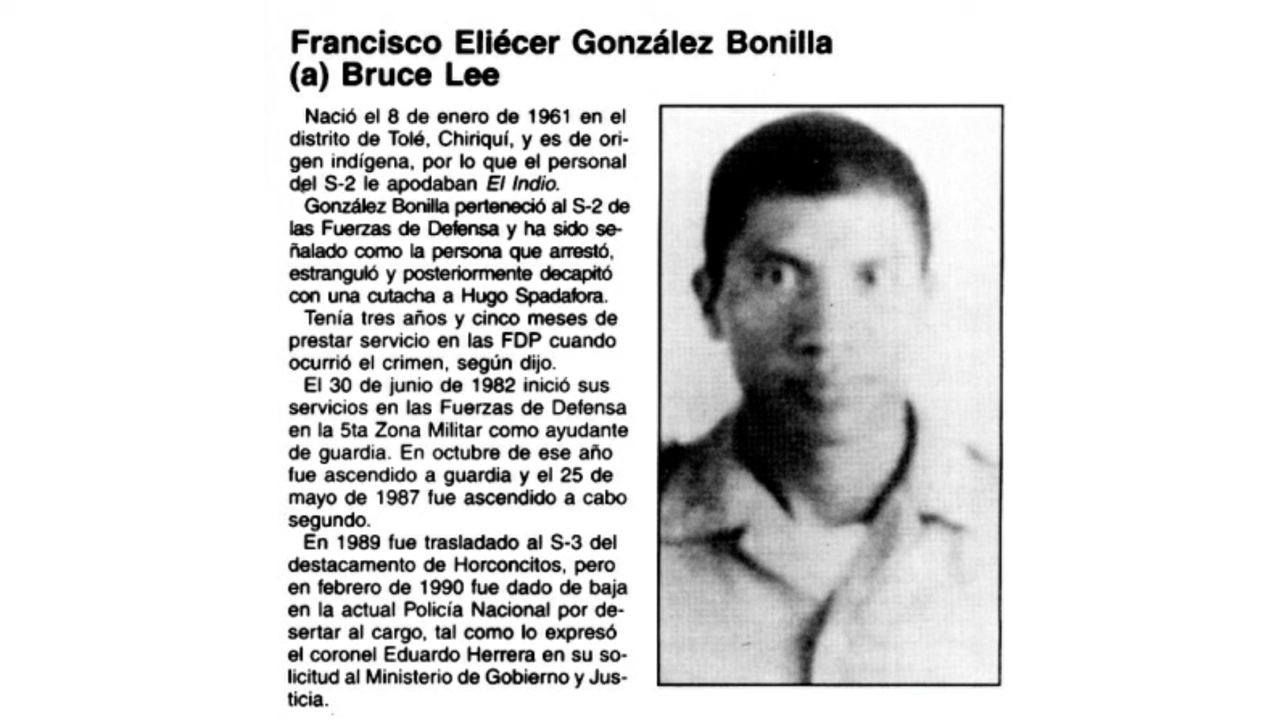 Francisco Eliécer González Bonilla
(a) Bruce Lee
Nació el 8 de enero de 1961 en el
distrito de Tolé, Chiriquí, y es de ori-
gen indígena, por lo que el personal
del S-2 le apodaban El Indio.
González Bonilla perteneció al S-2 de
las Fuerzas de Defensa y ha sido se-
ñalado como la persona que arrestó,
estranguló y posteriormente decapitó
con una cutacha a Hugo Spadafora.
Tenía tres años y cinco meses de
prestar servicio en las FDP cuando
ocurrió el crimen, según dijo.
El 30 de junio de 1982 inició sus
servicios en las Fuerzas de Defensa
en la 5ta Zona Militar como ayudante
de guardia. En octubre de ese año
fue ascendido a guardia y el 25 de
mayo de 1987 fue ascendido a cabo
segundo.
En 1989 fue trasladado al S-3 del
destacamento de Horconcitos, pero
en febrero de 1990 fue dado de baja
en la actual Policía Nacional por de-
sertar al cargo, tal como lo expresó
el coronel Eduardo Herrera en su so-
licitud al Ministerio de Gobierno y Jus-
ticia.